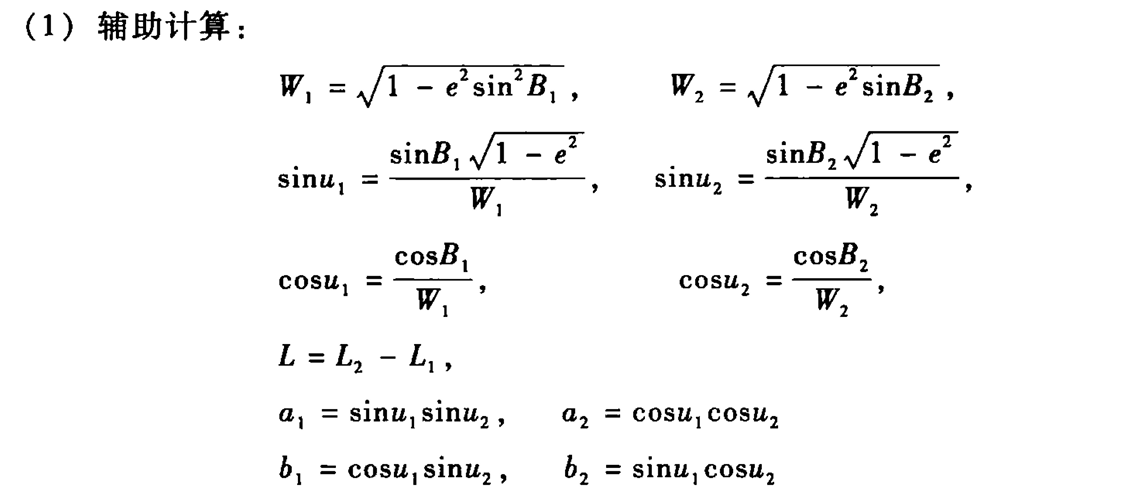 (1) 辅助计算：
W₁ = √(1 - e²sin²B₁), W₂ = √(1 - e²sinB₂),
sinu₁ = sinB₁√(1 - e²)/W₁, sinu₂ = sinB₂√(1 - e²)/W₂,
cosu₁ = cosB₁/W₁, cosu₂ = cosB₂/W₂,
L = L₂ - L₁,
a₁ = sinu₁sinu₂, a₂ = cosu₁cosu₂
b₁ = cosu₁sinu₂, b₂ = sinu₁cosu₂